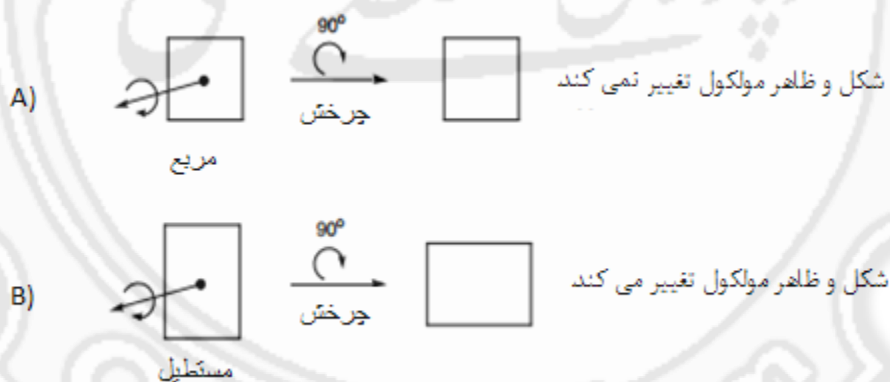 A)
90°
چرخش
مربع
شکل و ظاهر مولکول تغییر نمی کند
B)
90°
چرخش
مستطیل
شکل و ظاهر مولکول تغییر می کند